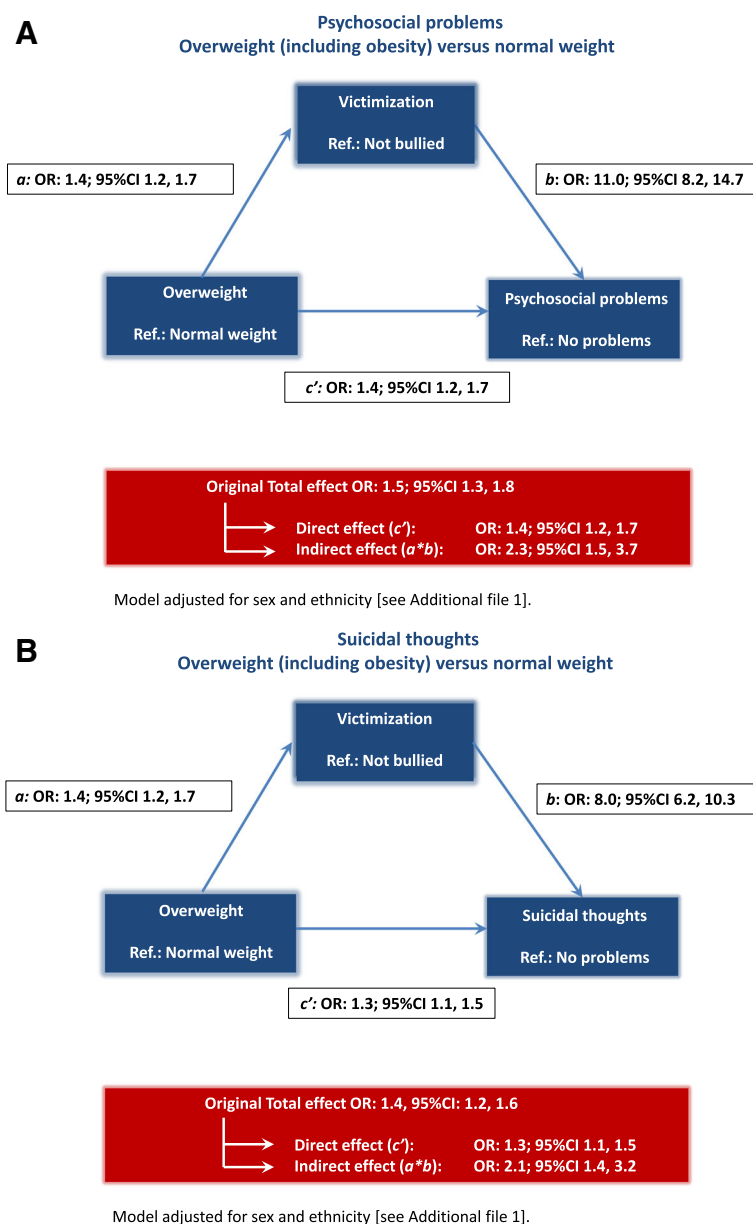 A
Psychosocial problems
Overweight (including obesity) versus normal weight
Victimization
Ref.: Not bullied
a: OR: 1.4; 95%CI 1.2, 1.7
b: OR: 11.0; 95%CI 8.2, 14.7
Overweight
Ref.: Normal weight
Psychosocial problems
Ref.: No problems
c’: OR: 1.4; 95%CI 1.2, 1.7
Original Total effect OR: 1.5; 95%CI 1.3, 1.8
Direct effect (c’): OR: 1.4; 95%CI 1.2, 1.7
Indirect effect (a*b): OR: 2.3; 95%CI 1.5, 3.7
Model adjusted for sex and ethnicity [see Additional file 1].
B
Suicidal thoughts
Overweight (including obesity) versus normal weight
Victimization
Ref.: Not bullied
a: OR: 1.4; 95%CI 1.2, 1.7
b: OR: 8.0; 95%CI 6.2, 10.3
Overweight
Ref.: Normal weight
Suicidal thoughts
Ref.: No problems
c’: OR: 1.3; 95%CI 1.1, 1.5
Original Total effect OR: 1.4, 95%CI: 1.2, 1.6
Direct effect (c’): OR: 1.3; 95%CI 1.1, 1.5
Indirect effect (a*b): OR: 2.1; 95%CI 1.4, 3.2
Model adjusted for sex and ethnicity [see Additional file 1].